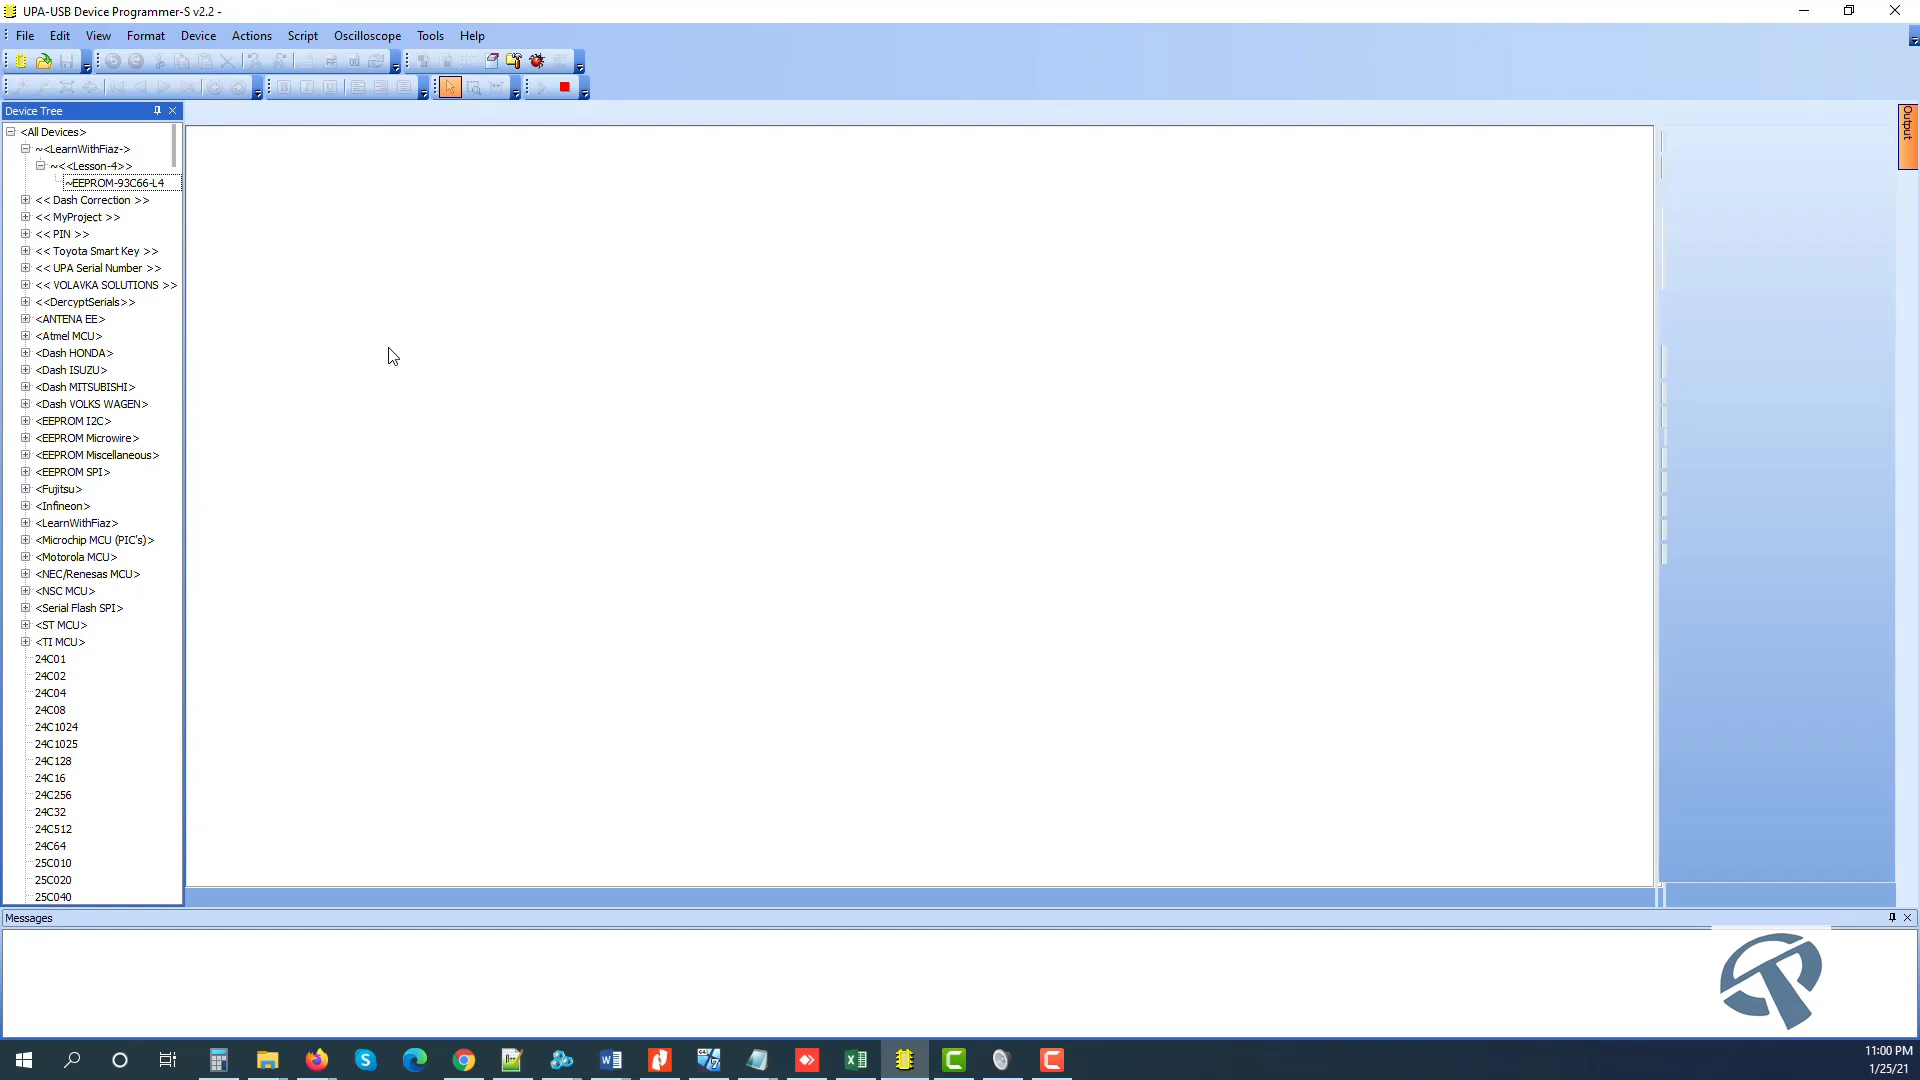 UPA-USB Device Programmer-S v2.2 -
File Edit View Format Device Actions Script Oscilloscope Tools Help
Device Tree
Output
<All Devices>
~<LearnWithFiaz->
~<<Lesson-4>>
~EEPROM-93C66-L4
<< Dash Correction >>
<< MyProject >>
<< PIN >>
<< Toyota Smart Key >>
<< UPA Serial Number >>
<< VOLAVKA SOLUTIONS >>
<<DercyptSerials>>
<ANTENA EE>
<Atmel MCU>
<Dash HONDA>
<Dash ISUZU>
<Dash MITSUBISHI>
<Dash VOLKS WAGEN>
<EEPROM I2C>
<EEPROM Microwire>
<EEPROM Miscellaneous>
<EEPROM SPI>
<Fujitsu>
<Infineon>
<LearnWithFiaz>
<Microchip MCU (PIC's)>
<Motorola MCU>
<NEC/Renesas MCU>
<NSC MCU>
<Serial Flash SPI>
<ST MCU>
<TI MCU>
24C01
24C02
24C04
24C08
24C1024
24C1025
24C128
24C16
24C256
24C32
24C512
24C64
25C010
25C020
25C040
Messages
11:00 PM
1/25/21